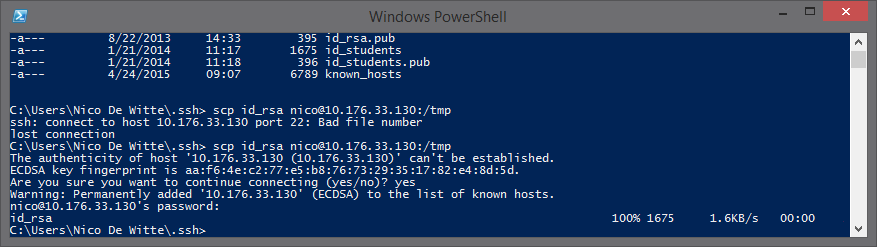 Windows PowerShell
-a--- 8/22/2013 14:33 395 id_rsa.pub
-a--- 1/21/2014 11:17 1675 id_students
-a--- 1/21/2014 11:18 396 id_students.pub
-a--- 4/24/2015 09:07 6789 known_hosts
C:\Users\Nico De Witte\.ssh> scp id_rsa nico@10.176.33.130:/tmp
ssh: connect to host 10.176.33.130 port 22: Bad file number
lost connection
C:\Users\Nico De Witte\.ssh> scp id_rsa nico@10.176.33.130:/tmp
The authenticity of host '10.176.33.130 (10.176.33.130)' can't be established.
ECDSA key fingerprint is aa:f6:4e:c2:77:e5:b8:76:73:29:35:17:82:e4:8d:5d.
Are you sure you want to continue connecting (yes/no)? yes
Warning: Permanently added '10.176.33.130' (ECDSA) to the list of known hosts.
nico@10.176.33.130's password:
id_rsa 100% 1675 1.6KB/s 00:00
C:\Users\Nico De Witte\.ssh>